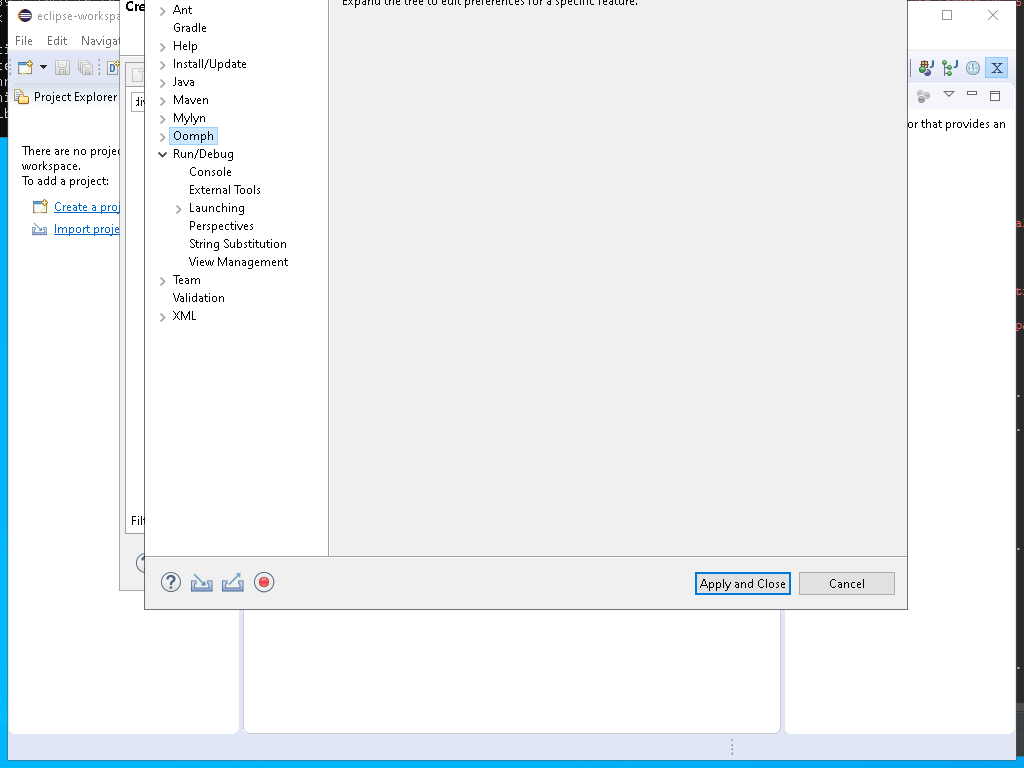 eclipse-workspa
Cre
Expand the tree to edit preferences for a specific feature.
File Edit Navigat
Project Explorer
There are no projec
workspace.
To add a project:
Create a proj
Import proje
Filt
Ant
Gradle
Help
Install/Update
Java
Maven
Mylyn
Oomph
Run/Debug
Console
External Tools
Launching
Perspectives
String Substitution
View Management
Team
Validation
XML
Apply and Close
Cancel
or that provides an